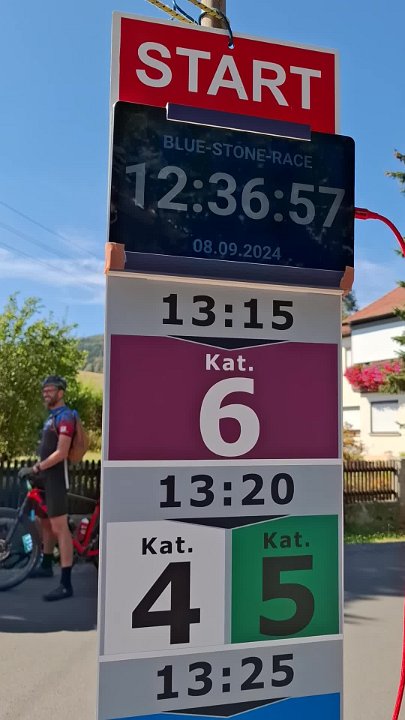 START
BLUE-STONE-RACE
12:36:57
08.09.2024
13:15
Kat.
6
13:20
Kat. Kat.
4 5
13:25